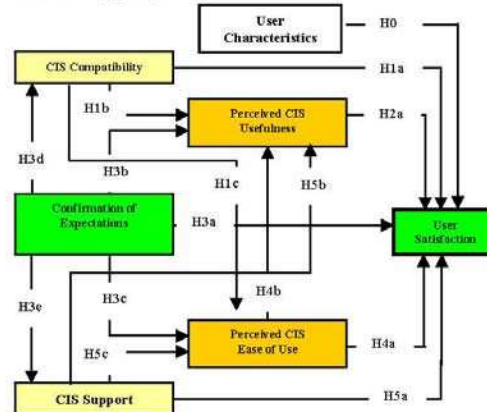 User
Characteristics
H0
CIS Compatibility
H1a
H1b
Perceived CIS
Usefulness
H2a
H3d
H3b
H1c
H5b
Confirmation of
Expectations
H3a
User
Satisfaction
H3c
H4b
H3e
H5c
Perceived CIS
Ease of Use
H4a
CIS Support
H5a